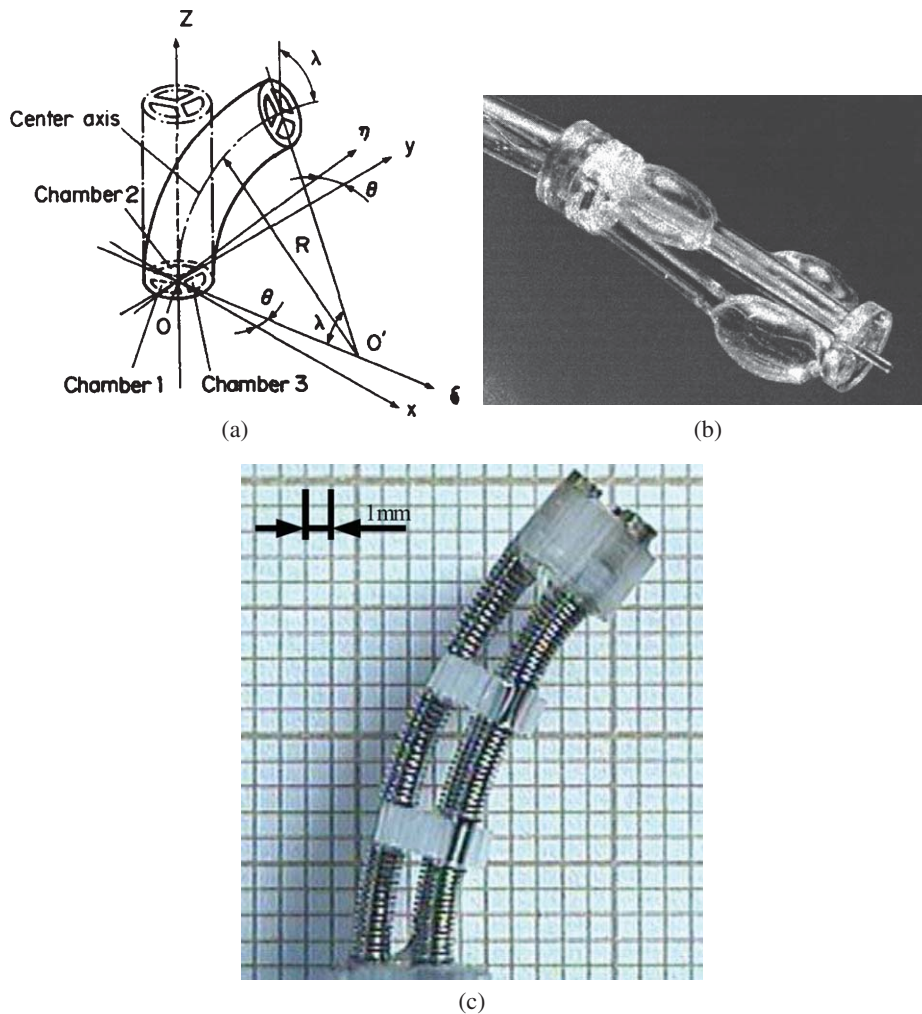 Z
λ
Center axis
η
y
Chamber 2
θ
R
θ
λ
O
O'
Chamber 1
Chamber 3
x
(a)
(b)
1mm
(c)